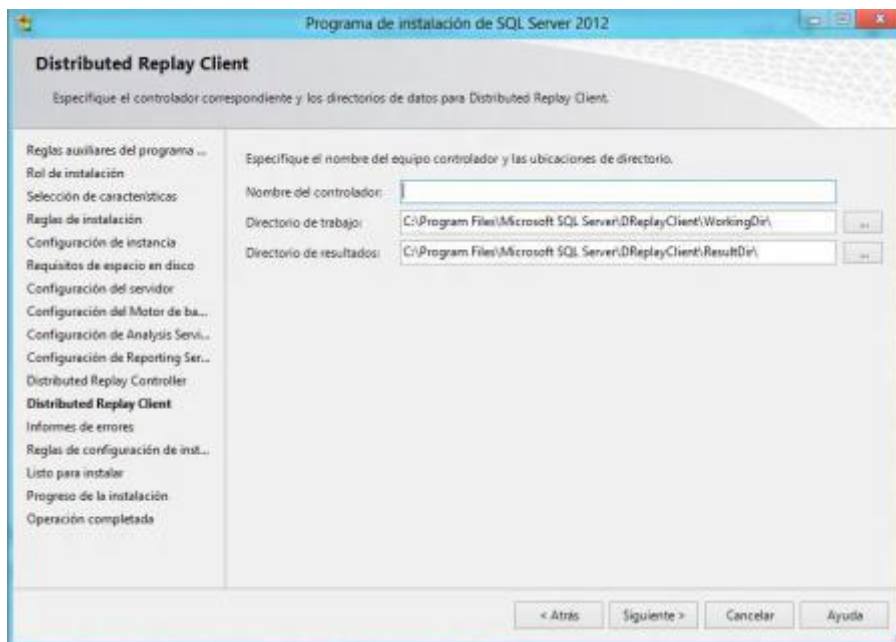 Programa de instalación de SQL Server 2012
Distributed Replay Client
Especifique el controlador correspondiente y los directorios de datos para Distributed Replay Client.
Reglas auxiliares del programa ...
Rol de instalación
Selección de características
Reglas de instalación
Configuración de instancia
Requisitos de espacio en disco
Configuración del servidor
Configuración del Motor de ba...
Configuración de Analysis Servi...
Configuración de Reporting Ser...
Distributed Replay Controller
Distributed Replay Client
Informes de errores
Reglas de configuración de inst...
Listo para instalar
Progreso de la instalación
Operación completada
Especifique el nombre del equipo controlador y las ubicaciones de directorio.
Nombre del controlador:
Directorio de trabajo: C:\Program Files\Microsoft SQL Server\DReplayClient\WorkingDir\ ...
Directorio de resultados: C:\Program Files\Microsoft SQL Server\DReplayClient\ResultDir\ ...
< Atrás Siguiente > Cancelar Ayuda